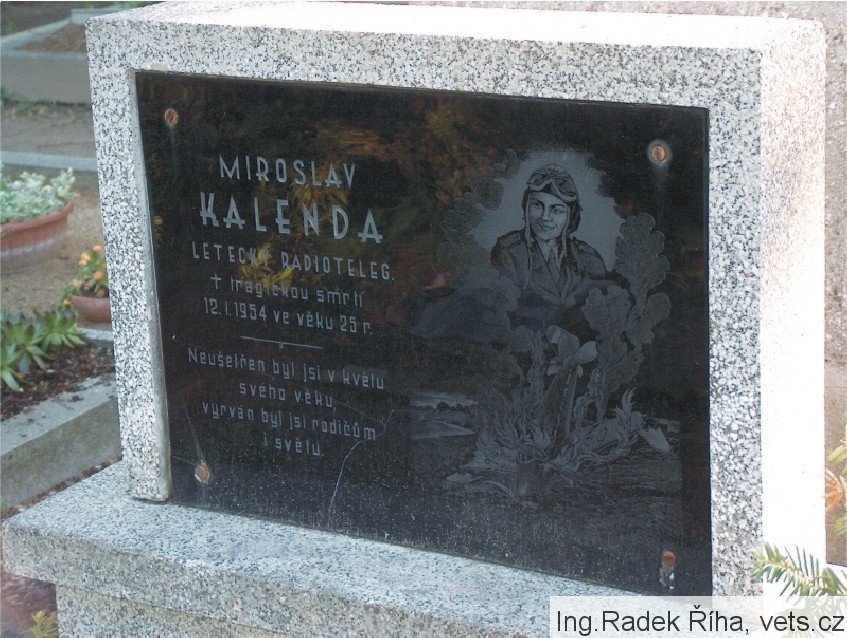 MIROSLAV
KALENDA
LETECKÝ RADIOTELEG.
+ tragickou smrtí
12.1.1954 ve věku 25 r.
Neušetřen byl jsi v květu
svého věku,
vyrván byl jsi rodičům
i světu.
Ing.Radek Říha, vets.cz